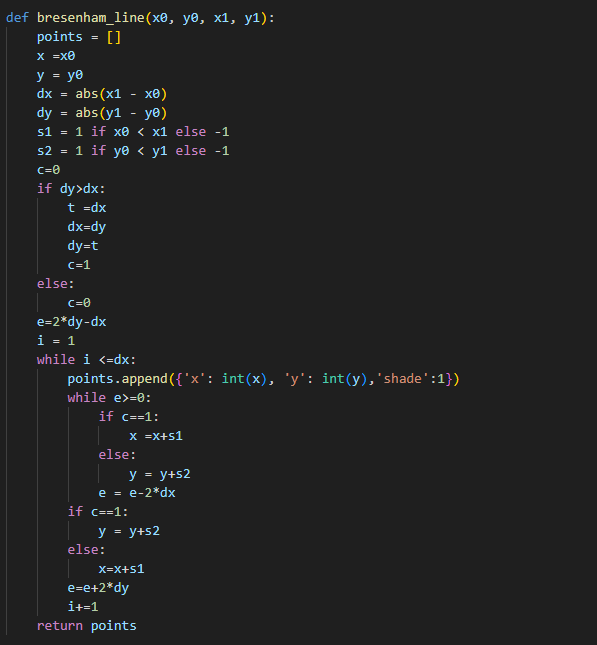 def bresenham_line(x0, y0, x1, y1):
    points = []
    x =x0
    y = y0
    dx = abs(x1 - x0)
    dy = abs(y1 - y0)
    s1 = 1 if x0 < x1 else -1
    s2 = 1 if y0 < y1 else -1
    c=0
    if dy>dx:
        t =dx
        dx=dy
        dy=t
        c=1
    else:
        c=0
    e=2*dy-dx
    i = 1
    while i <=dx:
        points.append({'x': int(x), 'y': int(y),'shade':1})
        while e>=0:
            if c==1:
                x =x+s1
            else:
                y = y+s2
            e = e-2*dx
        if c==1:
            y = y+s2
        else:
            x=x+s1
        e=e+2*dy
        i+=1
    return points